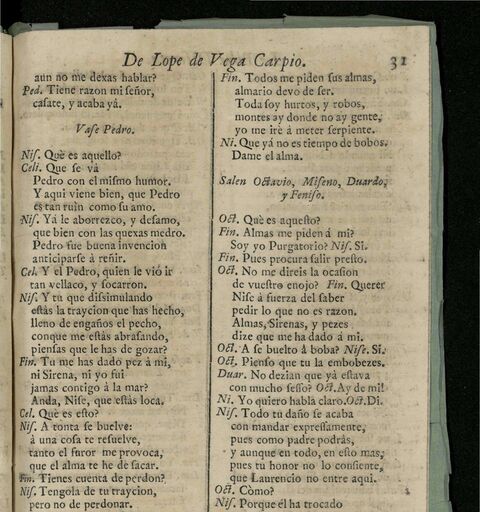 De Lope de Vega Carpio. 31
aun no me dexas hablar?
Ped. Tiene razon mi señor,
casate, y acaba yá.
Vase Pedro.
Nis. Què es aquello?
Celi. Que se và
Pedro con el mismo humor.
Y aqui viene bien, que Pedro
es tan ruin como su amo.
Nis. Yá le aborrezco, y desamo,
que bien con las quexas medro.
Pedro fue buena invencion
anticiparse à reñir.
Cel. Y el Pedro, quien le viò ir
tan vellaco, y socarron.
Nis. Y tu que dissimulando
estàs la traycion que has hecho,
lleno de engaños el pecho,
conque me estàs abrasando,
piensas que le has de gozar?
Fin. Tu me has dado pez à mi,
ni Sirena, ni yo fui
jamas contigo à la mar?
Anda, Nise, que estàs loca.
Cel. Què es esto?
Nis. A tonta se buelve:
à una cosa te resuelve,
tanto el furor me provoca,
que el alma te he de sacar.
Fin. Tienes cuenta de perdon?
Nis. Tengola de tu traycion,
pero no de perdonar.
Fin. Todos me piden sus almas,
almario devo de ser.
Toda soy hurtos, y robos,
montes ay donde no ay gente,
yo me irè à meter serpiente.
Ni. Que yá no es tiempo de bobos.
Dame el alma.
Salen Octavio, Miseno, Duardo,
y Feniso.
Oct. Què es aquesto?
Fin. Almas me piden à mi?
Soy yo Purgatorio? Nis. Si.
Fin. Pues procura salir presto.
Oct. No me direis la ocasion
de vuestro enojo? Fin. Querer
Nise à fuerza del saber
pedir lo que no es razon.
Almas, Sirenas, y pezes
dize que me ha dado à mi.
Oct. A se buelto à boba? Nise. Si.
Oct. Pienso que tu la embobezes.
Duar. No dezian que yá estava
con mucho sesso? Oct. Ay de mi!
Ni. Yo quiero habla claro. Oct. Di.
Nis. Todo tu daño se acaba
con mandar expressamente,
pues como padre podràs,
y aunque en todo, en esto mas,
pues tu honor no lo consiente,
que Laurencio no entre aqui.
Oct. Còmo?
Nis. Porque él ha trocado